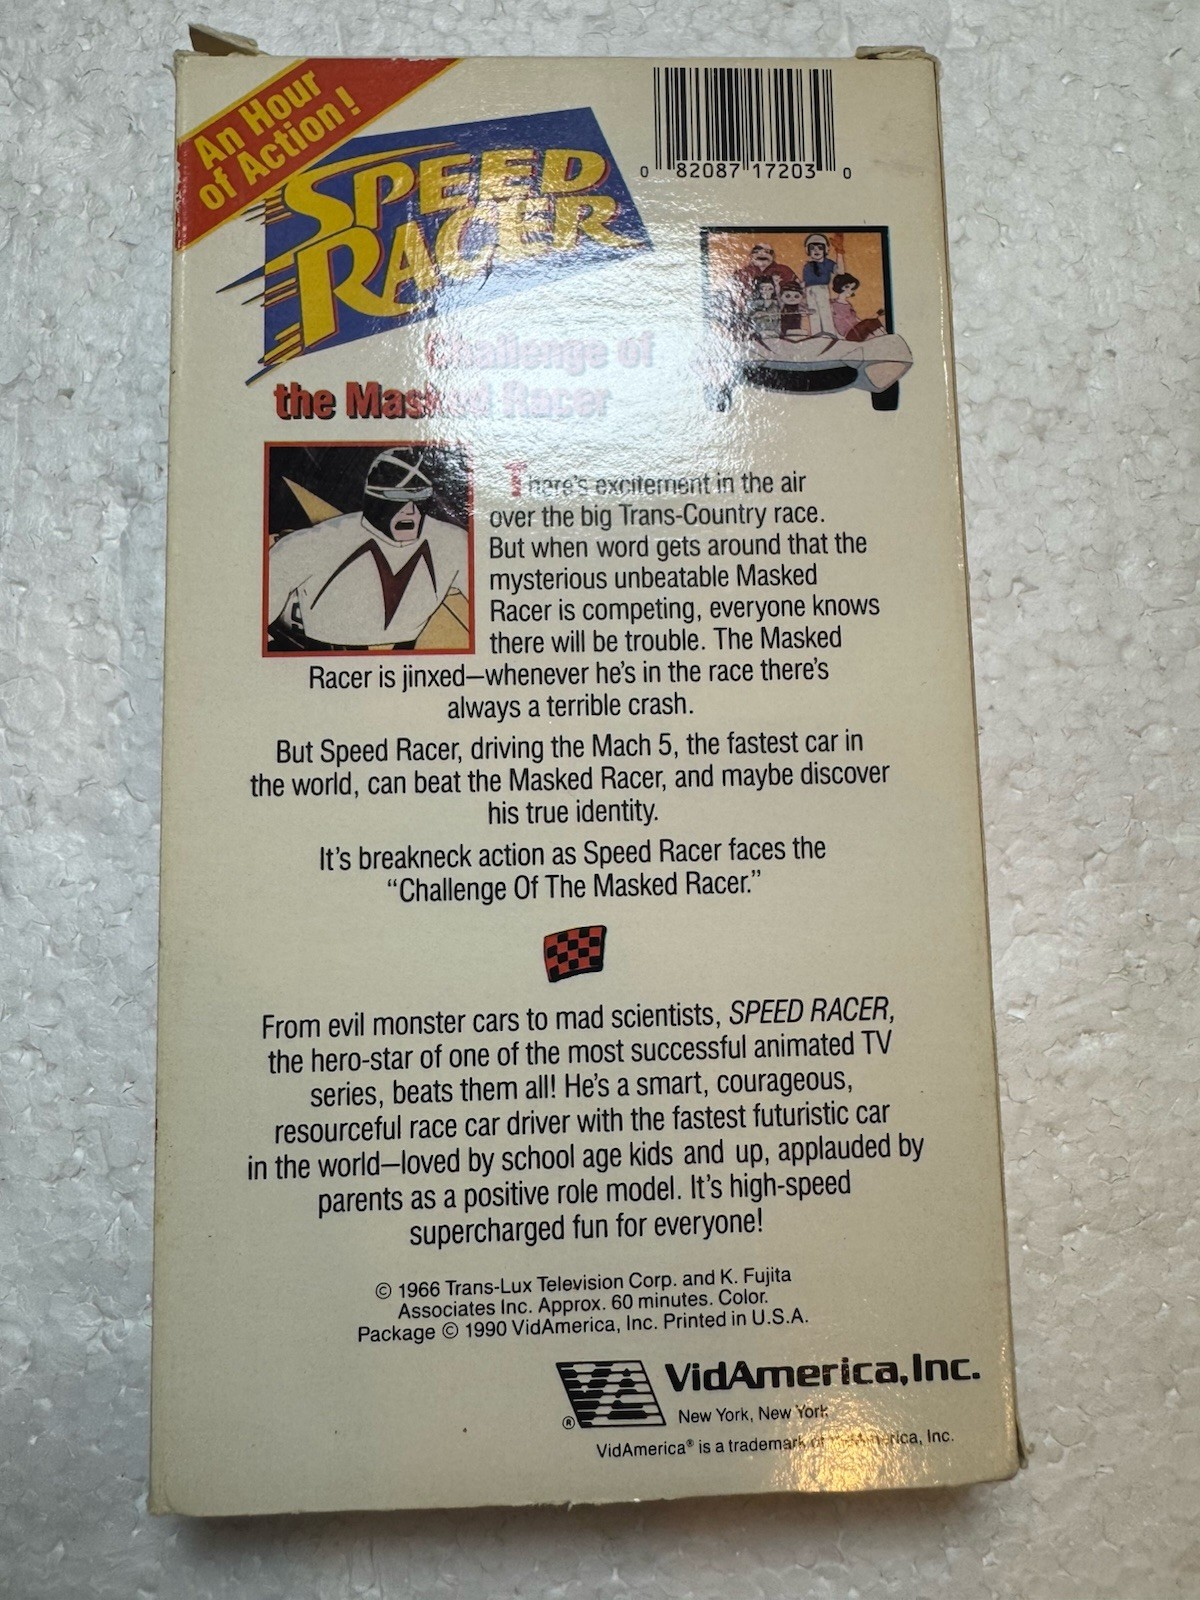 An Hour
of Action!
SPEED
RACER
0 82087 17203 0
Challenge of
the Masked Racer
There's excitement in the air
over the big Trans-Country race.
But when word gets around that the
mysterious unbeatable Masked
Racer is competing, everyone knows
there will be trouble. The Masked
Racer is jinxed—whenever he's in the race there's
always a terrible crash.
But Speed Racer, driving the Mach 5, the fastest car in
the world, can beat the Masked Racer, and maybe discover
his true identity.
It's breakneck action as Speed Racer faces the
“Challenge Of The Masked Racer.”
From evil monster cars to mad scientists, SPEED RACER,
the hero-star of one of the most successful animated TV
series, beats them all! He's a smart, courageous,
resourceful race car driver with the fastest futuristic car
in the world—loved by school age kids and up, applauded by
parents as a positive role model. It's high-speed
supercharged fun for everyone!
© 1966 Trans-Lux Television Corp. and K. Fujita
Associates Inc. Approx. 60 minutes. Color.
Package © 1990 VidAmerica, Inc. Printed in U.S.A.
® VidAmerica, Inc.
New York, New York
VidAmerica® is a trademark of VidAmerica, Inc.